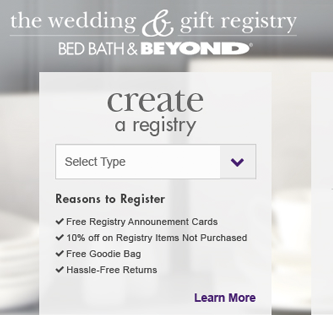 the wedding & gift registry
BED BATH & BEYOND®
create
a registry
Select Type
Reasons to Register
✓ Free Registry Announement Cards
✓ 10% off on Registry Items Not Purchased
✓ Free Goodie Bag
✓ Hassle-Free Returns
Learn More